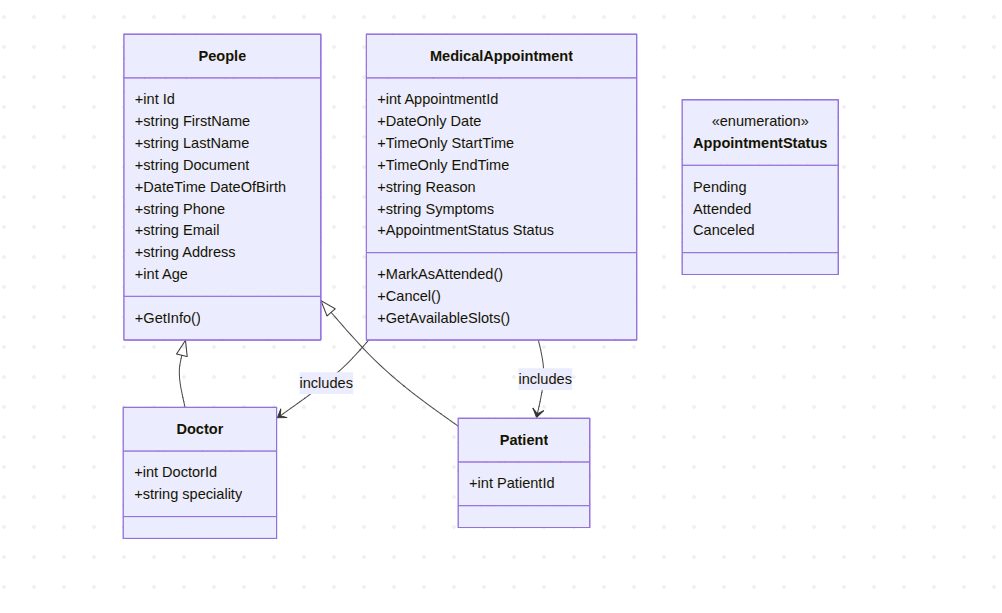 People
+int Id
+string FirstName
+string LastName
+string Document
+DateTime DateOfBirth
+string Phone
+string Email
+string Address
+int Age
+GetInfo()
MedicalAppointment
+int AppointmentId
+DateOnly Date
+TimeOnly StartTime
+TimeOnly EndTime
+string Reason
+string Symptoms
+AppointmentStatus Status
+MarkAsAttended()
+Cancel()
+GetAvailableSlots()
«enumeration»
AppointmentStatus
Pending
Attended
Canceled
includes
includes
Doctor
+int DoctorId
+string speciality
Patient
+int PatientId